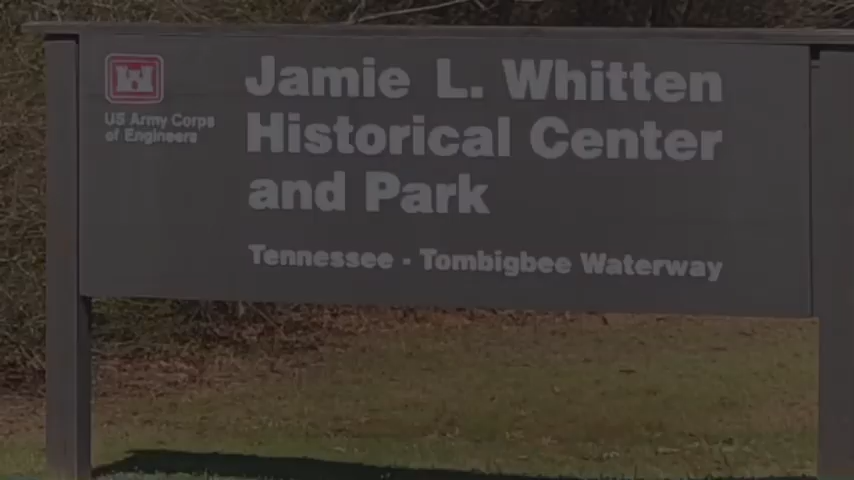 US Army Corps
of Engineers
Jamie L. Whitten
Historical Center
and Park
Tennessee - Tombigbee Waterway